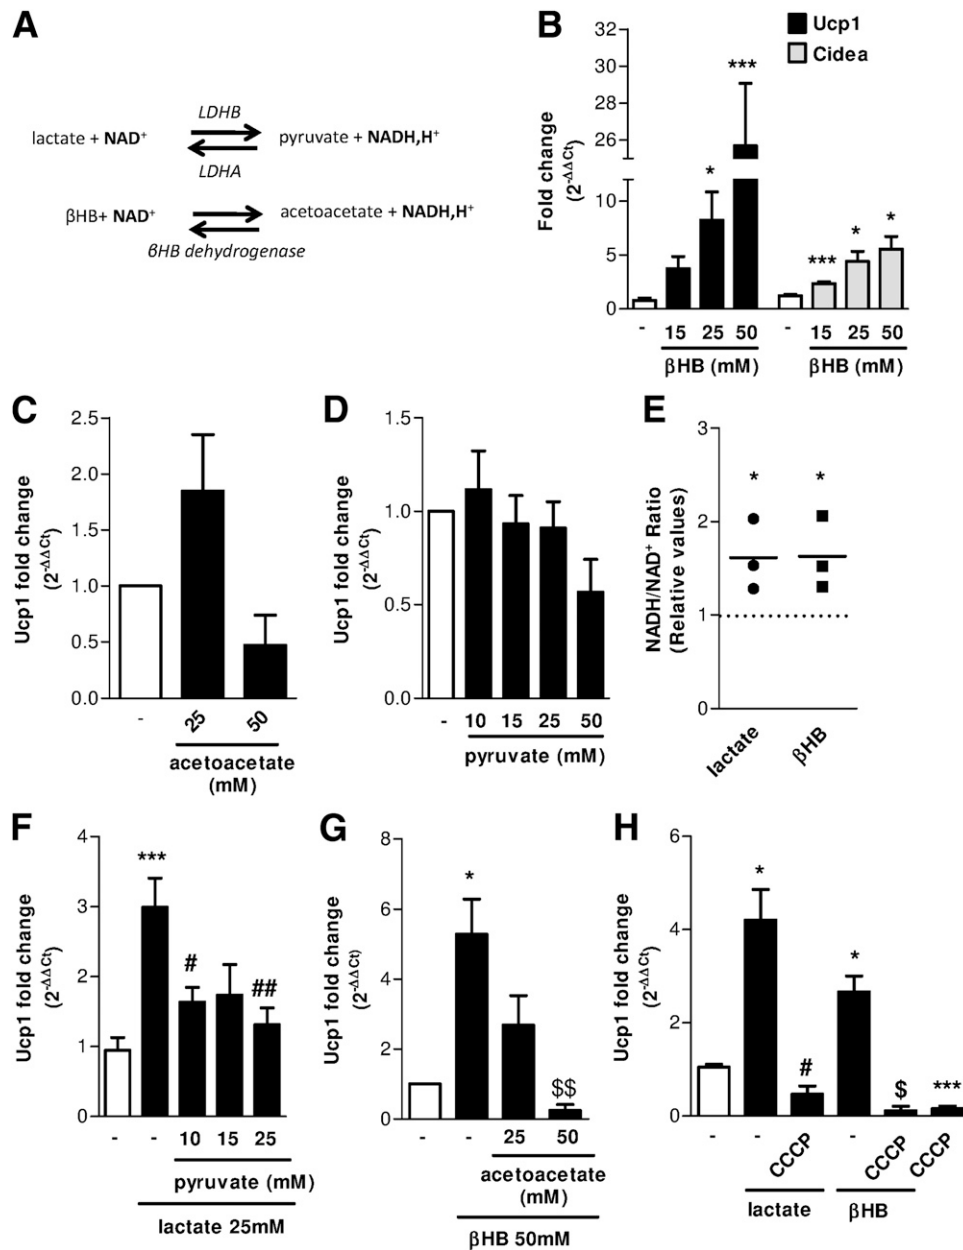 A
LDHB
lactate + NAD⁺ pyruvate + NADH,H⁺
LDHA
βHB+ NAD⁺ acetoacetate + NADH,H⁺
βHB dehydrogenase
B
Ucp1
Cidea
Fold change
(2^-ΔΔCt)
32
30
28
26
10
5
0
***
*
***
*
*
- 15 25 50 - 15 25 50
βHB (mM) βHB (mM)
C
Ucp1 fold change
(2^-ΔΔCt)
2.5
2.0
1.5
1.0
0.5
0.0
- 25 50
acetoacetate
(mM)
D
Ucp1 fold change
(2^-ΔΔCt)
1.5
1.0
0.5
0.0
- 10 15 25 50
pyruvate (mM)
E
NADH/NAD⁺ Ratio
(Relative values)
3
2
1
0
* *
lactate βHB
F
Ucp1 fold change
(2^-ΔΔCt)
4
3
2
1
0
***
# ##
- - 10 15 25
pyruvate (mM)
lactate 25mM
G
Ucp1 fold change
(2^-ΔΔCt)
8
6
4
2
0
*
$$
- - 25 50
acetoacetate
(mM)
βHB 50mM
H
Ucp1 fold change
(2^-ΔΔCt)
6
4
2
0
*
#
*
$
***
- - CCCP - CCCP CCCP
lactate βHB